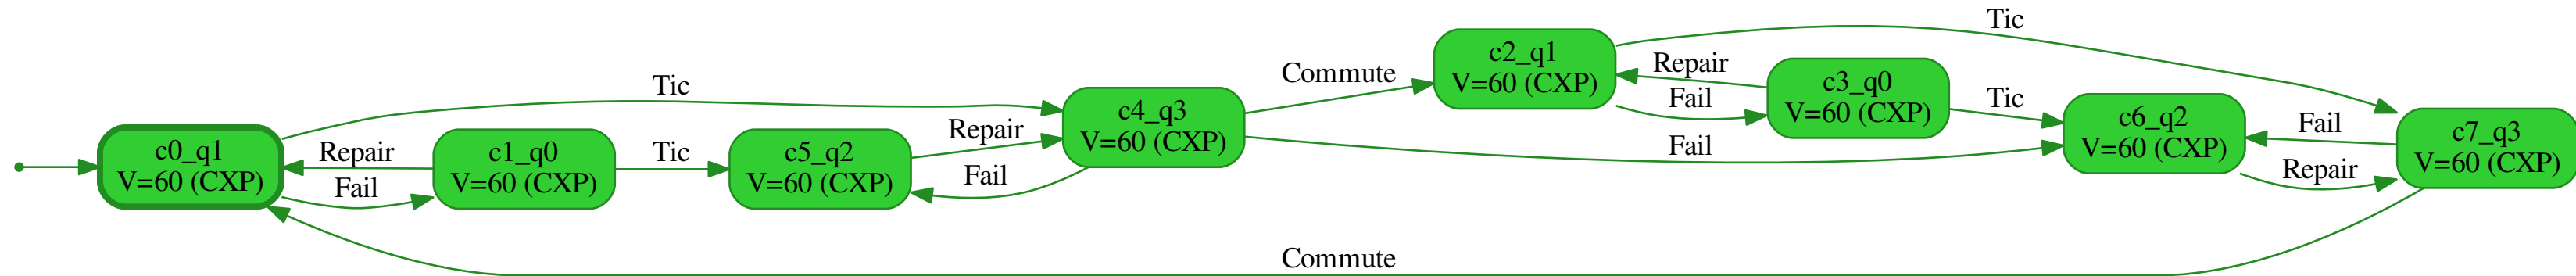 c0_q1
V=60 (CXP)
Repair
Fail
Tic
c1_q0
V=60 (CXP)
Tic
c5_q2
V=60 (CXP)
Repair
Fail
c4_q3
V=60 (CXP)
Commute
Fail
c2_q1
V=60 (CXP)
Repair
Fail
Tic
c3_q0
V=60 (CXP)
Tic
c6_q2
V=60 (CXP)
Fail
Repair
c7_q3
V=60 (CXP)
Commute